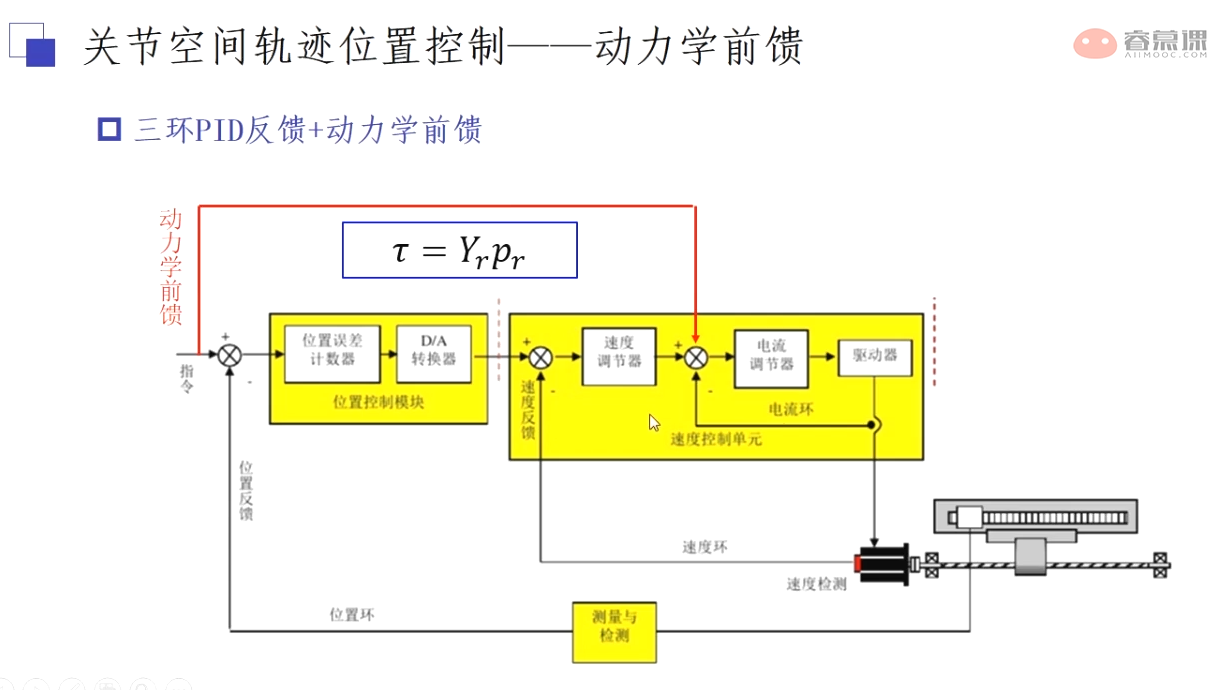 关节空间轨迹位置控制——动力学前馈
睿慕课
AIIMOOC.COM
三环PID反馈+动力学前馈
动力学前馈
τ = Yᵣpᵣ
+
指令
-
位置误差
计数器
D/A
转换器
位置控制模块
+
速度反馈
-
速度
调节器
+
-
电流
调节器
驱动器
电流环
速度控制单元
位置反馈
速度环
速度检测
位置环
测量与
检测